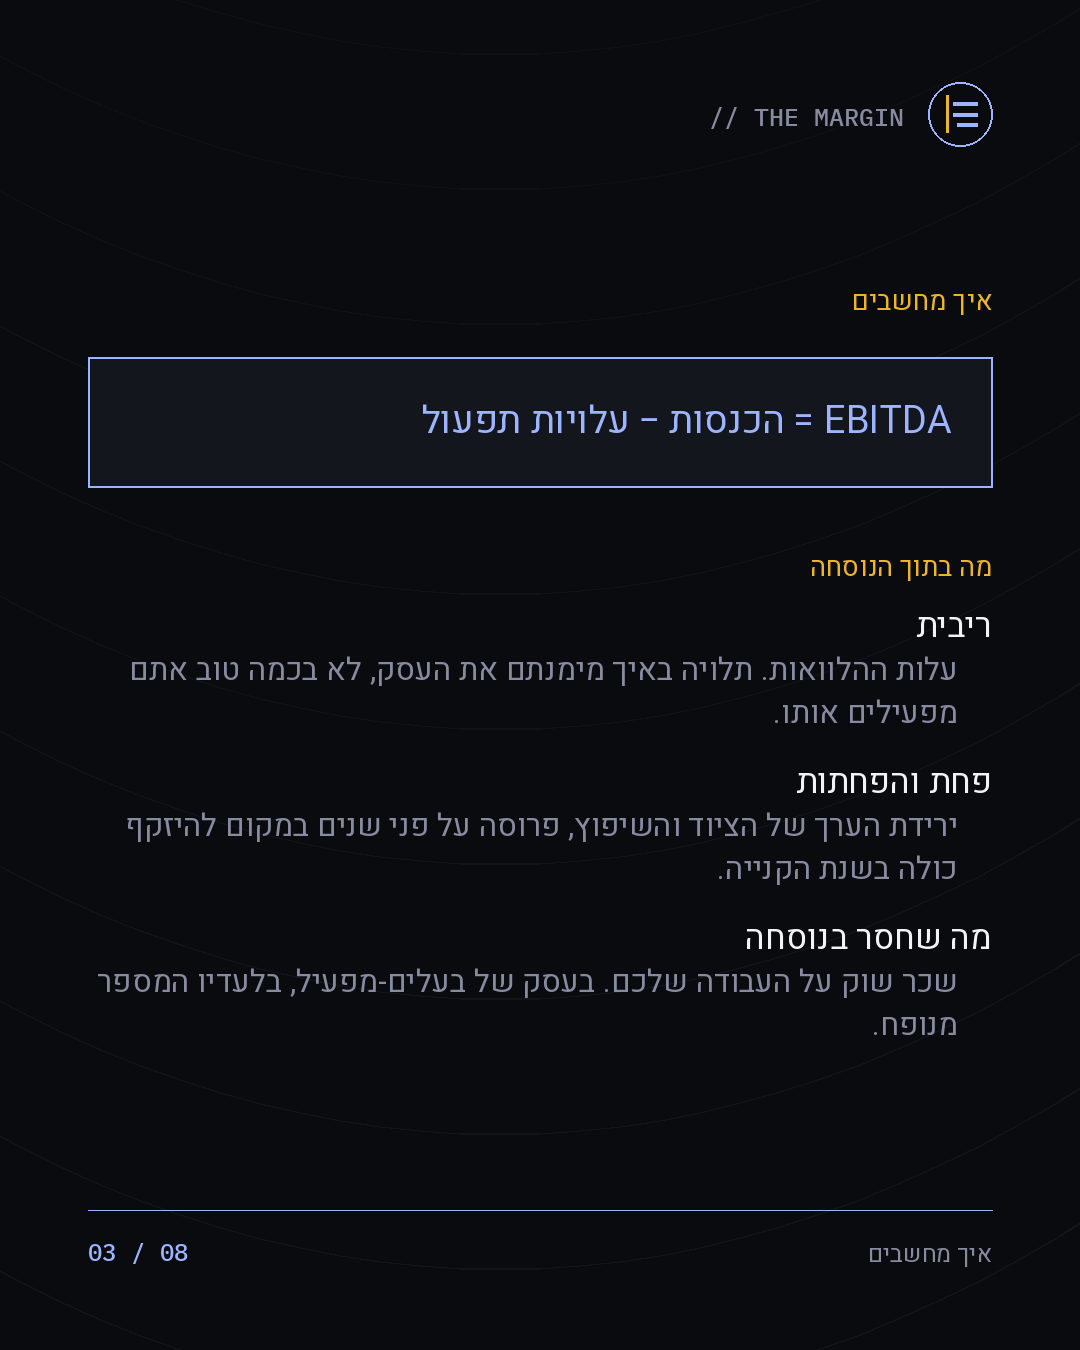 // THE MARGIN
איך מחשבים
EBITDA = הכנסות − עלויות תפעול
מה בתוך הנוסחה
ריבית
עלות ההלוואות. תלויה באיך מימנתם את העסק, לא בכמה טוב אתם
מפעילים אותו.
פחת והפחתות
ירידת הערך של הציוד והשיפוץ, פרוסה על פני שנים במקום להיזקף
כולה בשנת הקנייה.
מה שחסר בנוסחה
שכר שוק על העבודה שלכם. בעסק של בעלים-מפעיל, בלעדיו המספר
מנופח.
איך מחשבים
03 / 08